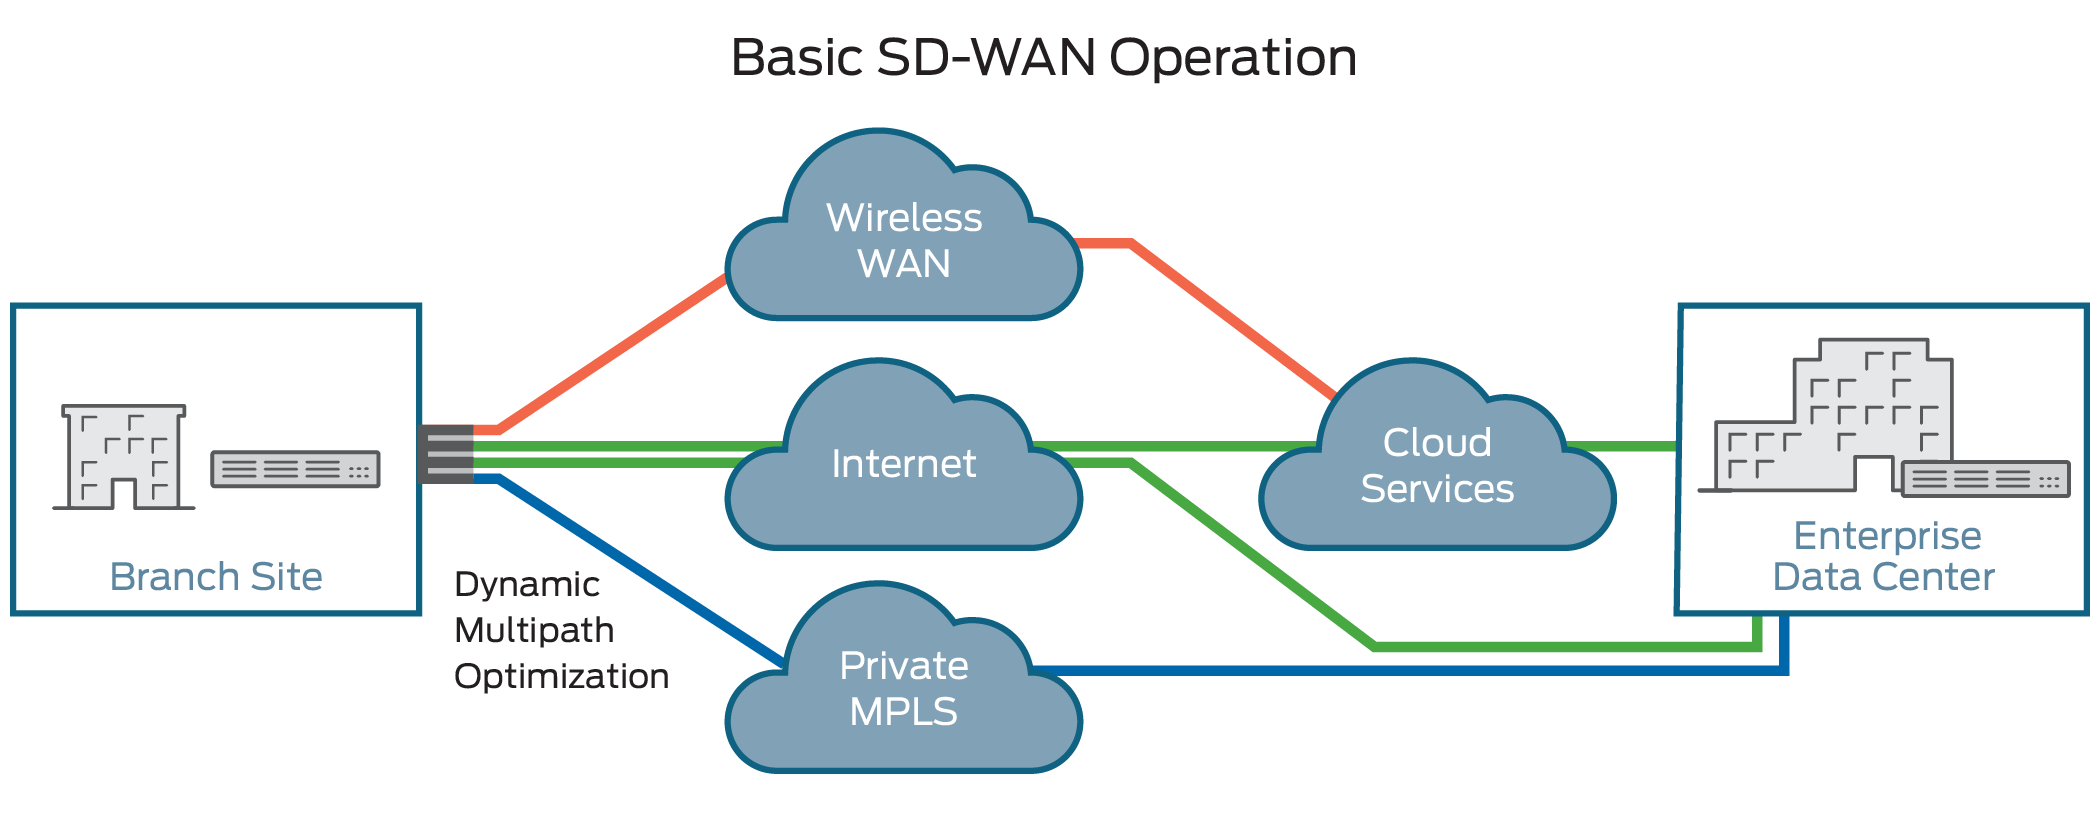 Basic SD-WAN Operation
Wireless
WAN
Internet
Cloud
Services
Branch Site
Enterprise
Data Center
Dynamic
Multipath
Optimization
Private
MPLS